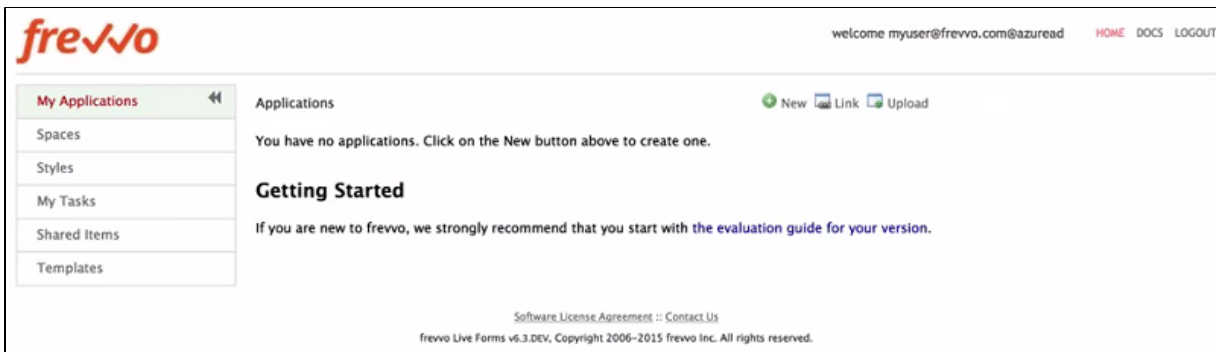 frevvo
welcome myuser@frevvo.com@azuread HOME DOCS LOGOUT
My Applications
Spaces
Styles
My Tasks
Shared Items
Templates
Applications
New Link Upload
You have no applications. Click on the New button above to create one.
Getting Started
If you are new to frevvo, we strongly recommend that you start with the evaluation guide for your version.
Software License Agreement :: Contact Us
frevvo Live Forms v6.3.DEV, Copyright 2006-2015 frevvo Inc. All rights reserved.